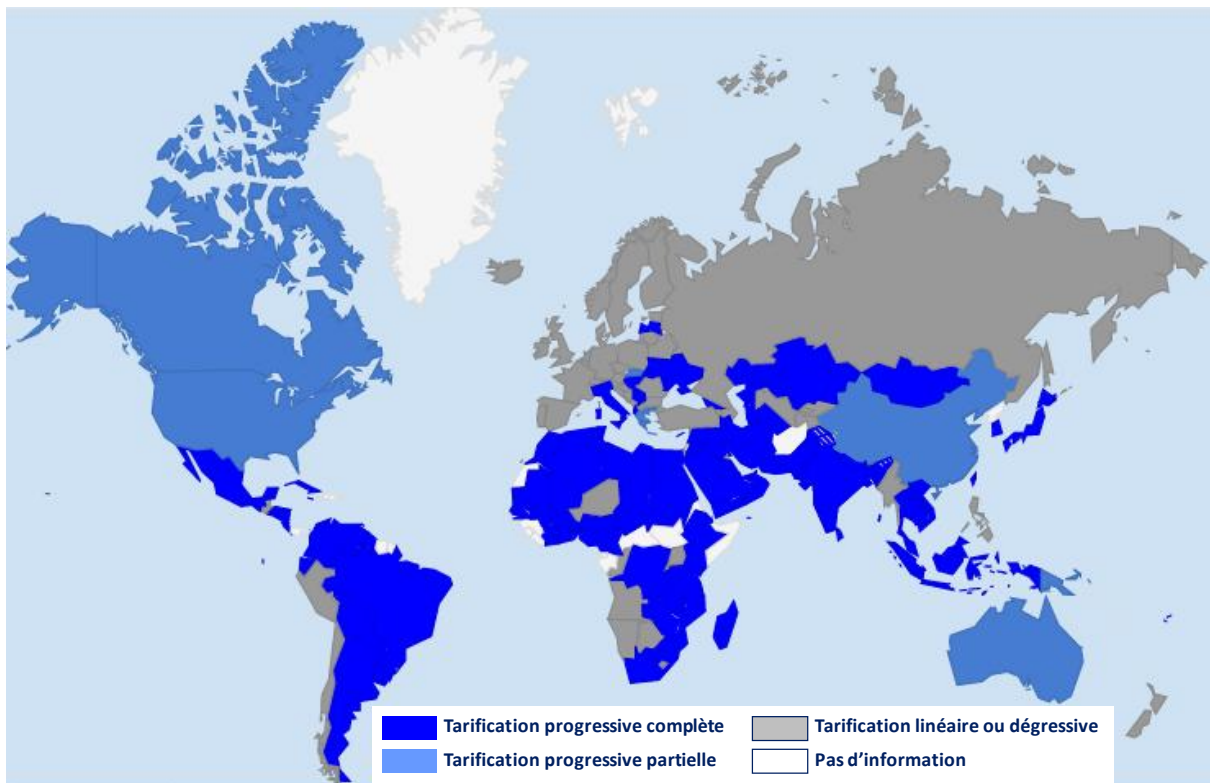 Tarification progressive complète
Tarification linéaire ou dégressive
Tarification progressive partielle
Pas d’information